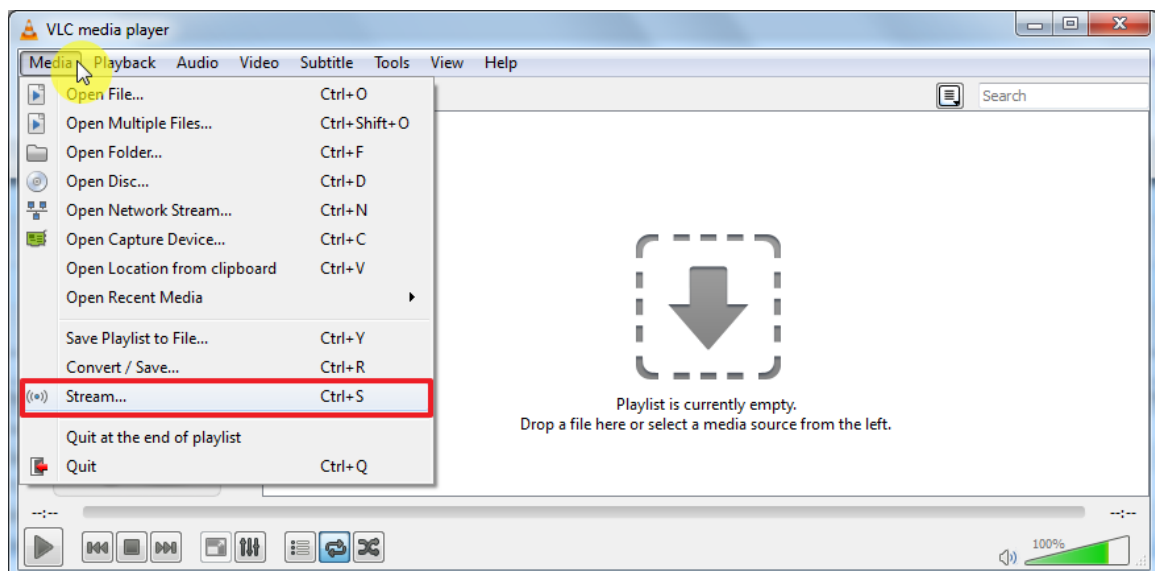 VLC media player
Media Playback Audio Video Subtitle Tools View Help
Open File... Ctrl+O
Search
Open Multiple Files... Ctrl+Shift+O
Open Folder... Ctrl+F
Open Disc... Ctrl+D
Open Network Stream... Ctrl+N
Open Capture Device... Ctrl+C
Open Location from clipboard Ctrl+V
Open Recent Media
Save Playlist to File... Ctrl+Y
Convert / Save... Ctrl+R
Stream... Ctrl+S
Quit at the end of playlist
Quit Ctrl+Q
Playlist is currently empty.
Drop a file here or select a media source from the left.
--:-- --:--
100%